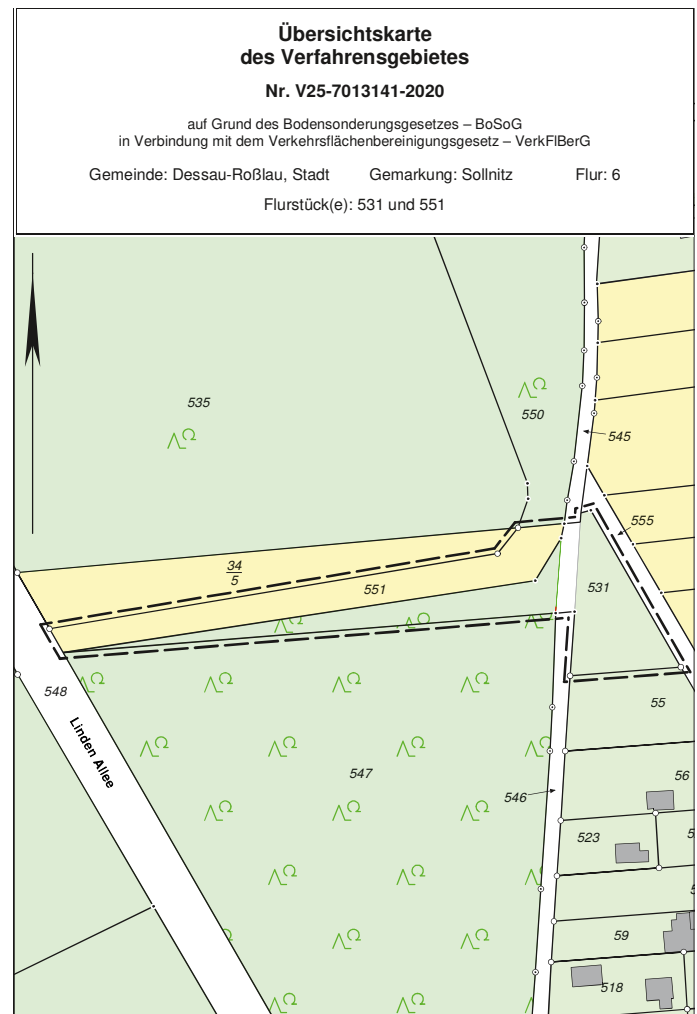 Übersichtskarte
des Verfahrensgebietes
Nr. V25-7013141-2020
auf Grund des Bodensonderungsgesetzes – BoSoG
in Verbindung mit dem Verkehrsflächenbereinigungsgesetz – VerkFlBerG
Gemeinde: Dessau-Roßlau, Stadt Gemarkung: Sollnitz Flur: 6
Flurstück(e): 531 und 551
535
550
545
555
34
5
551
531
548
Linden Allee
55
547
56
546
523
5
5
59
518